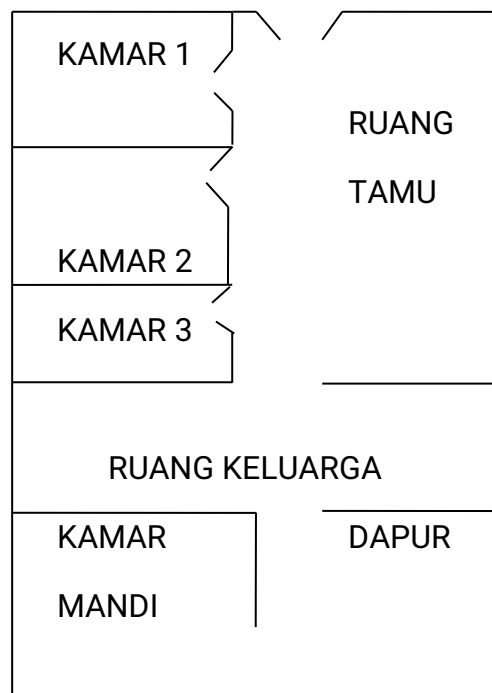 KAMAR 1
RUANG
TAMU
KAMAR 2
KAMAR 3
RUANG KELUARGA
KAMAR
MANDI
DAPUR